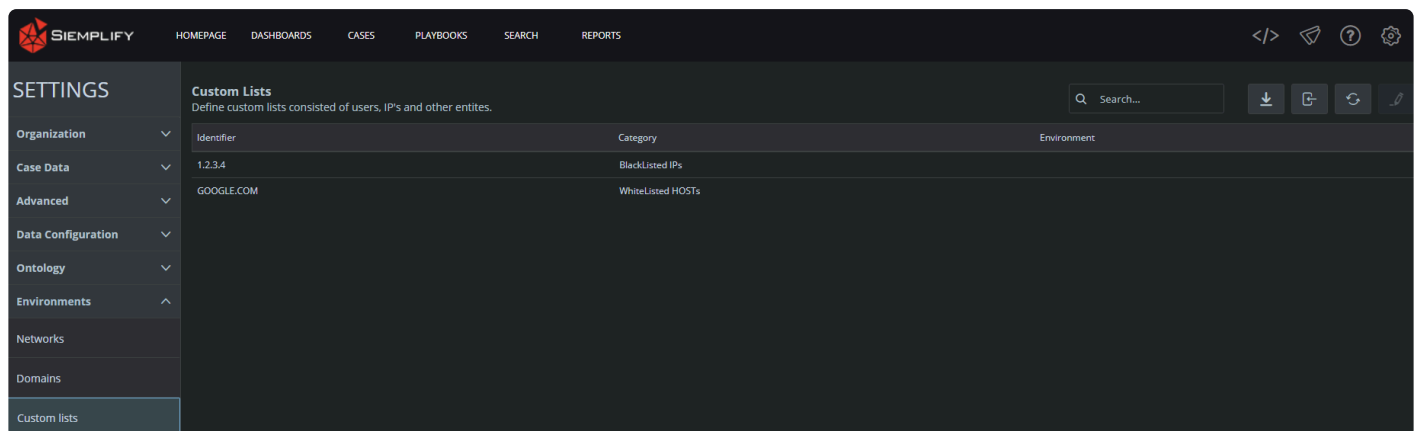 SIEMPLIFY HOMEPAGE DASHBOARDS CASES PLAYBOOKS SEARCH REPORTS </> ?
SETTINGS
Organization
Case Data
Advanced
Data Configuration
Ontology
Environments
Networks
Domains
Custom lists
Custom Lists
Define custom lists consisted of users, IP's and other entites.
Search...
Identifier Category Environment
1.2.3.4 BlackListed IPs
GOOGLE.COM WhiteListed HOSTs